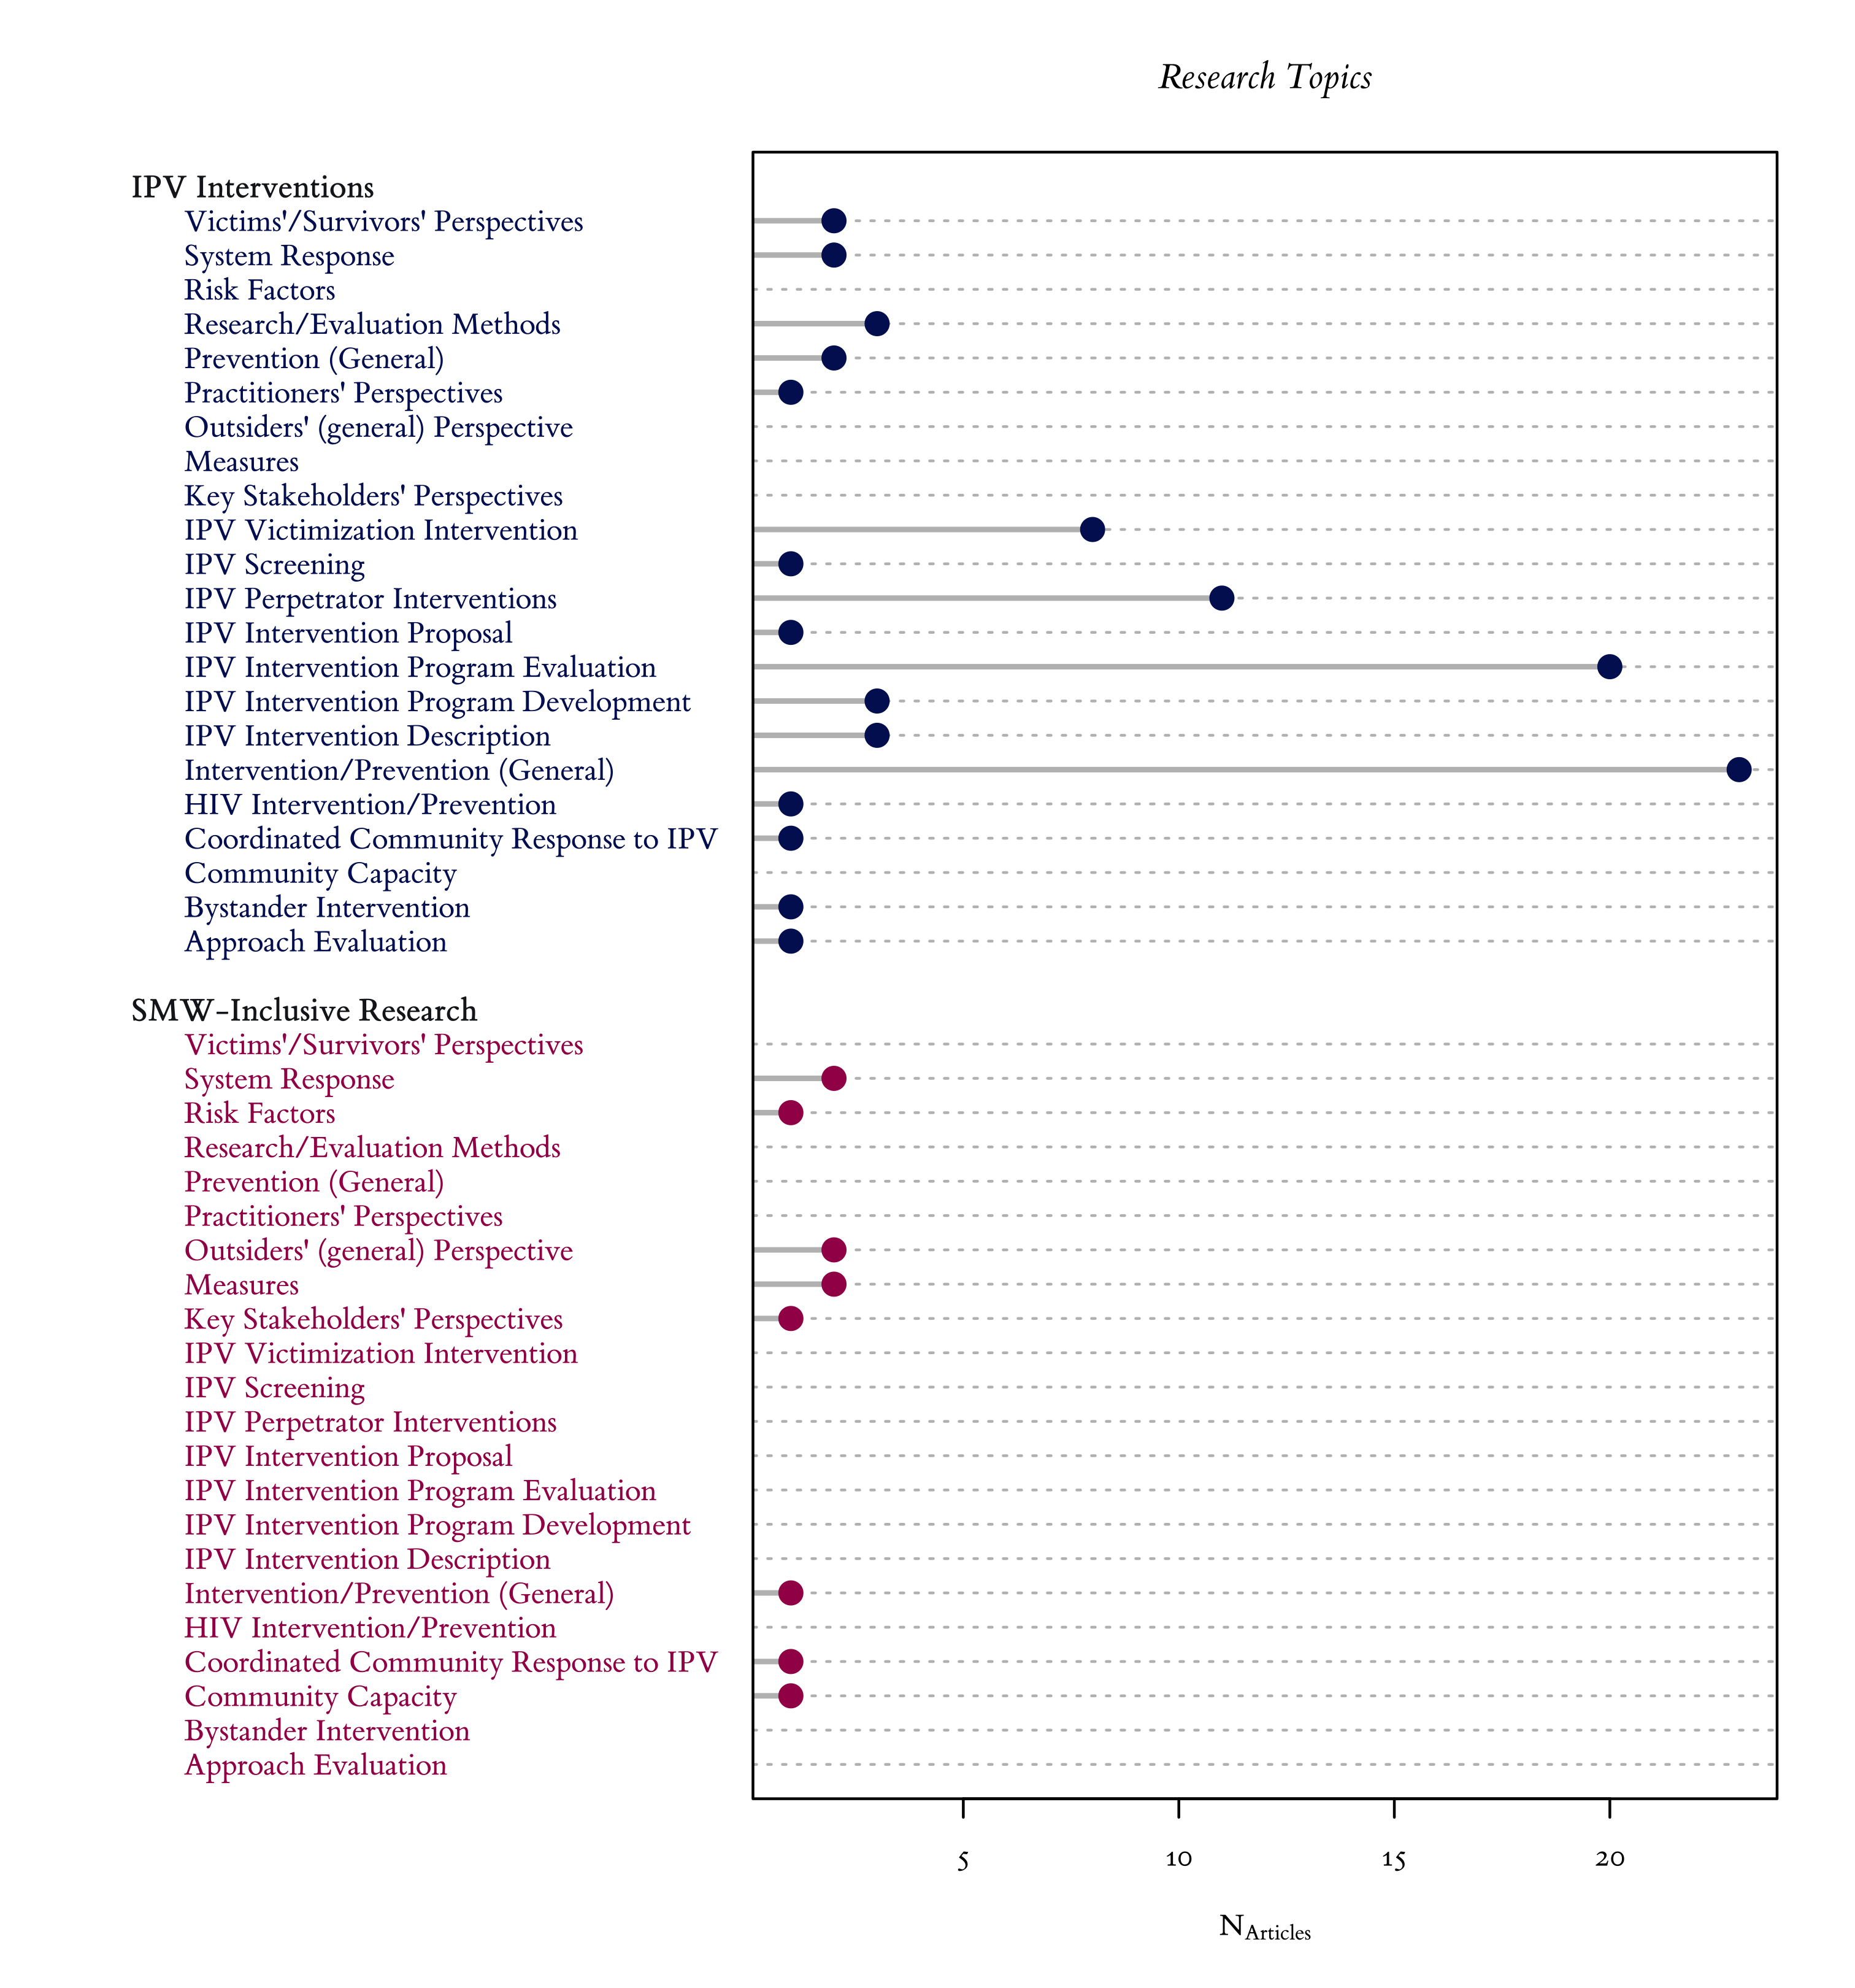 Research Topics
IPV Interventions
Victims'/Survivors' Perspectives
System Response
Risk Factors
Research/Evaluation Methods
Prevention (General)
Practitioners' Perspectives
Outsiders' (general) Perspective
Measures
Key Stakeholders' Perspectives
IPV Victimization Intervention
IPV Screening
IPV Perpetrator Interventions
IPV Intervention Proposal
IPV Intervention Program Evaluation
IPV Intervention Program Development
IPV Intervention Description
Intervention/Prevention (General)
HIV Intervention/Prevention
Coordinated Community Response to IPV
Community Capacity
Bystander Intervention
Approach Evaluation
SMW-Inclusive Research
Victims'/Survivors' Perspectives
System Response
Risk Factors
Research/Evaluation Methods
Prevention (General)
Practitioners' Perspectives
Outsiders' (general) Perspective
Measures
Key Stakeholders' Perspectives
IPV Victimization Intervention
IPV Screening
IPV Perpetrator Interventions
IPV Intervention Proposal
IPV Intervention Program Evaluation
IPV Intervention Program Development
IPV Intervention Description
Intervention/Prevention (General)
HIV Intervention/Prevention
Coordinated Community Response to IPV
Community Capacity
Bystander Intervention
Approach Evaluation
5 10 15 20
N Articles